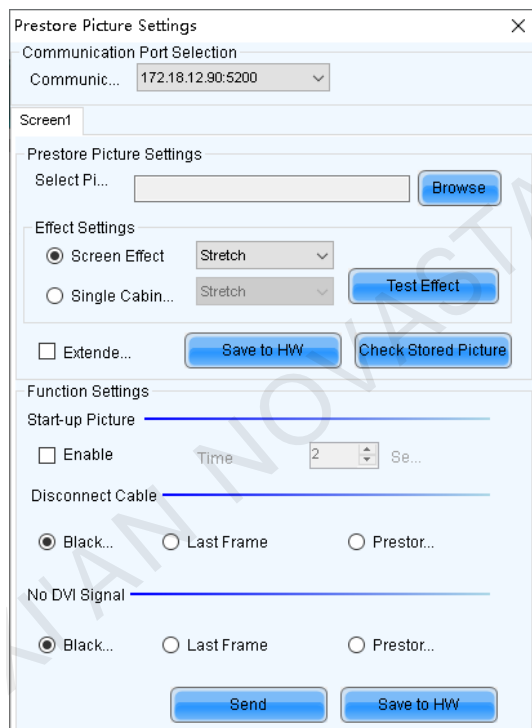 Prestore Picture Settings
Communication Port Selection
Communic... 172.18.12.90:5200
Screen1
Prestore Picture Settings
Select Pi... Browse
Effect Settings
Screen Effect Stretch
Single Cabin... Stretch Test Effect
Extende... Save to HW Check Stored Picture
Function Settings
Start-up Picture
Enable Time 2 Se...
Disconnect Cable
Black... Last Frame Prestor...
No DVI Signal
Black... Last Frame Prestor...
Send Save to HW